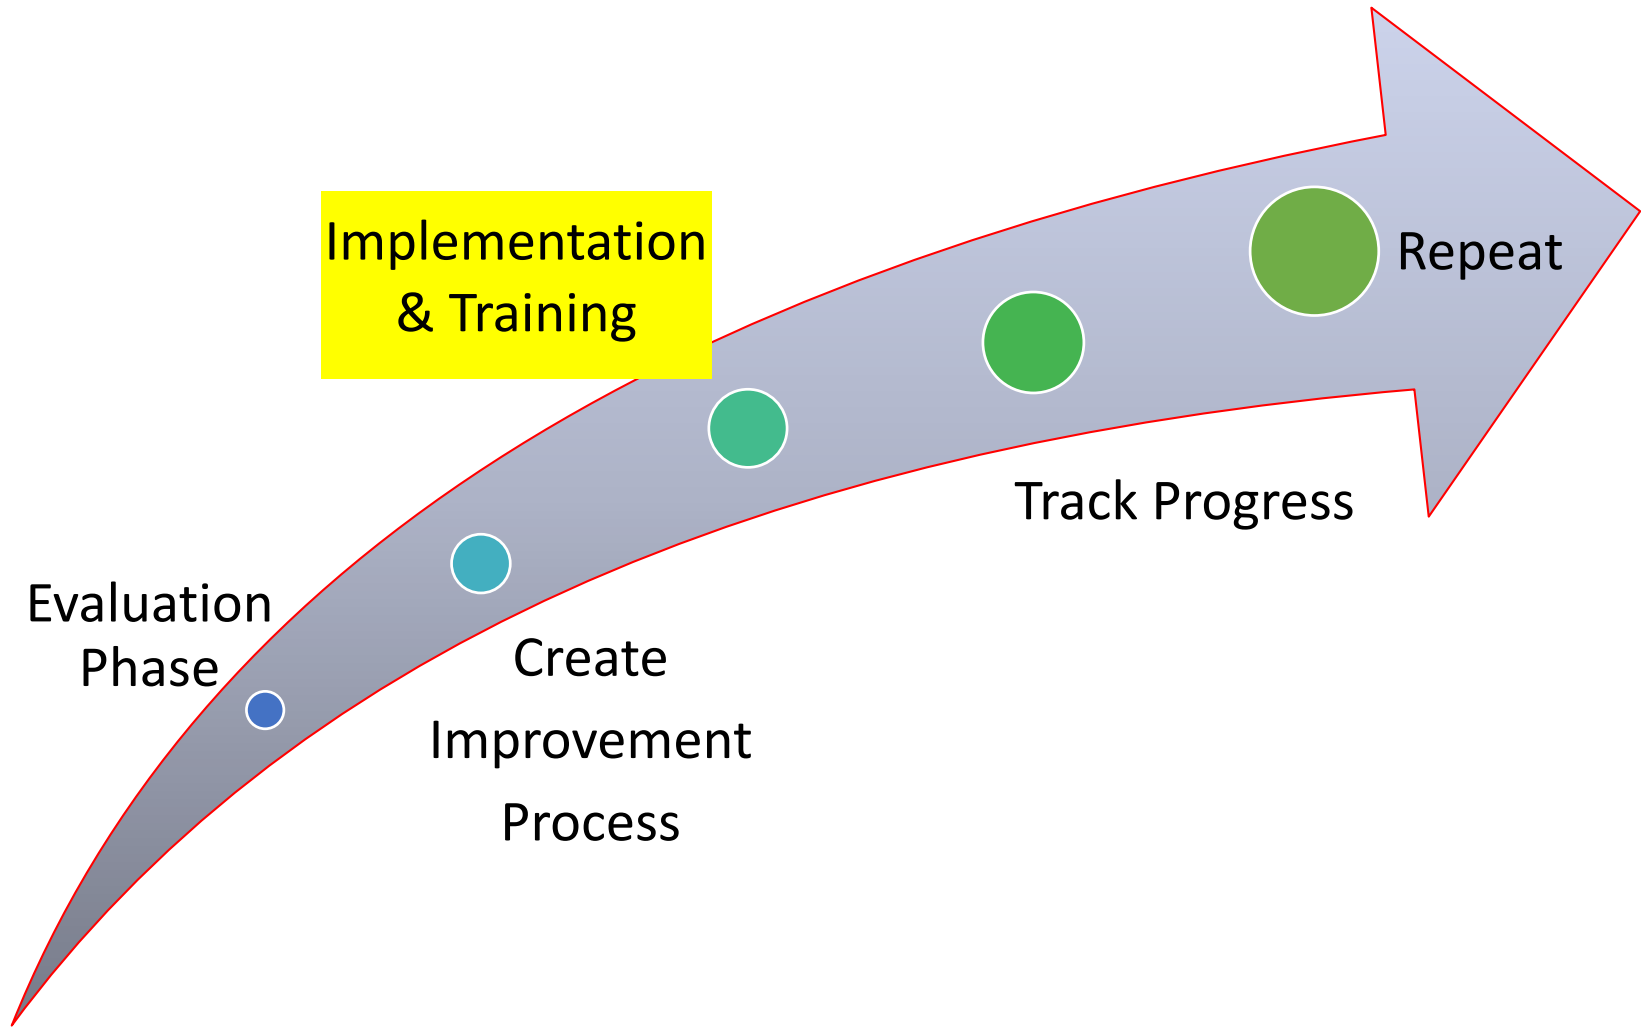 Implementation
& Training
Repeat
Track Progress
Evaluation
Phase
Create
Improvement
Process